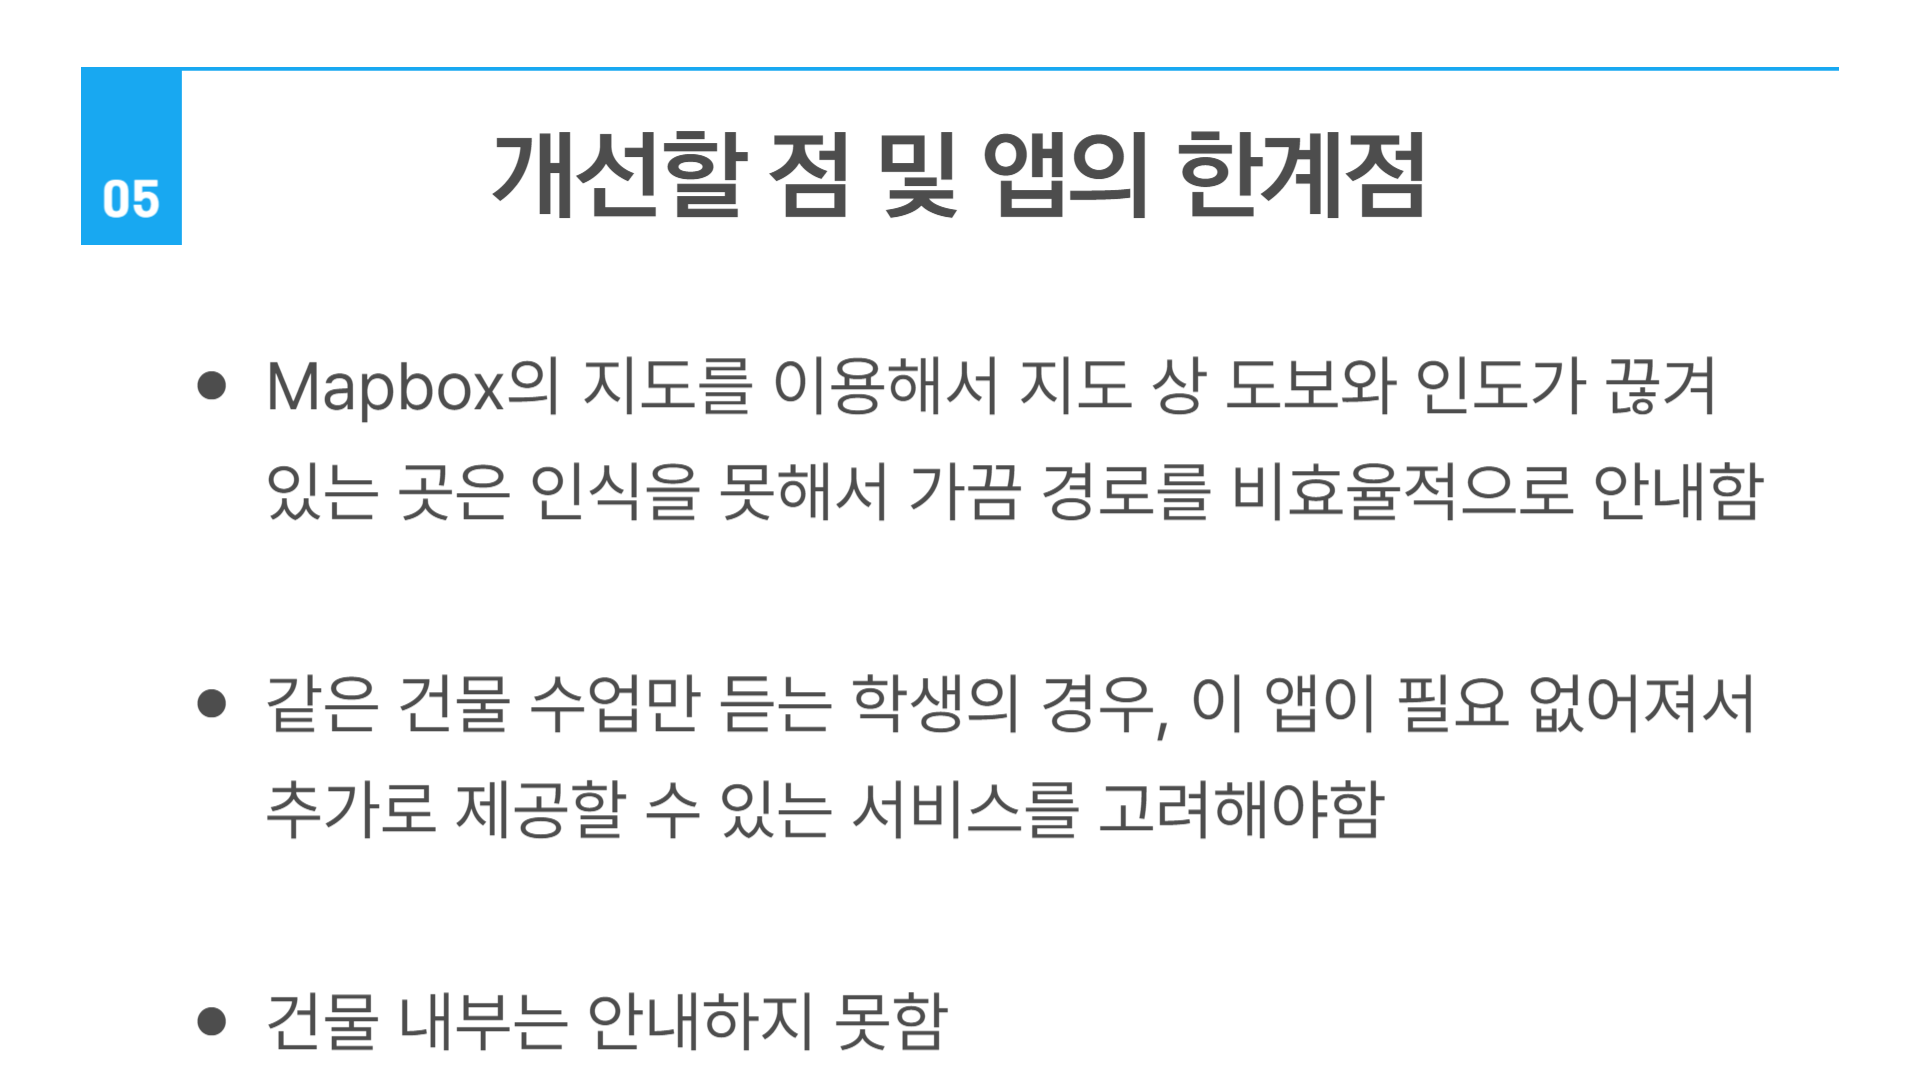 05
개선할 점 및 앱의 한계점
● Mapbox의 지도를 이용해서 지도 상 도보와 인도가 끊겨
있는 곳은 인식을 못해서 가끔 경로를 비효율적으로 안내함
● 같은 건물 수업만 듣는 학생의 경우, 이 앱이 필요 없어져서
추가로 제공할 수 있는 서비스를 고려해야함
● 건물 내부는 안내하지 못함